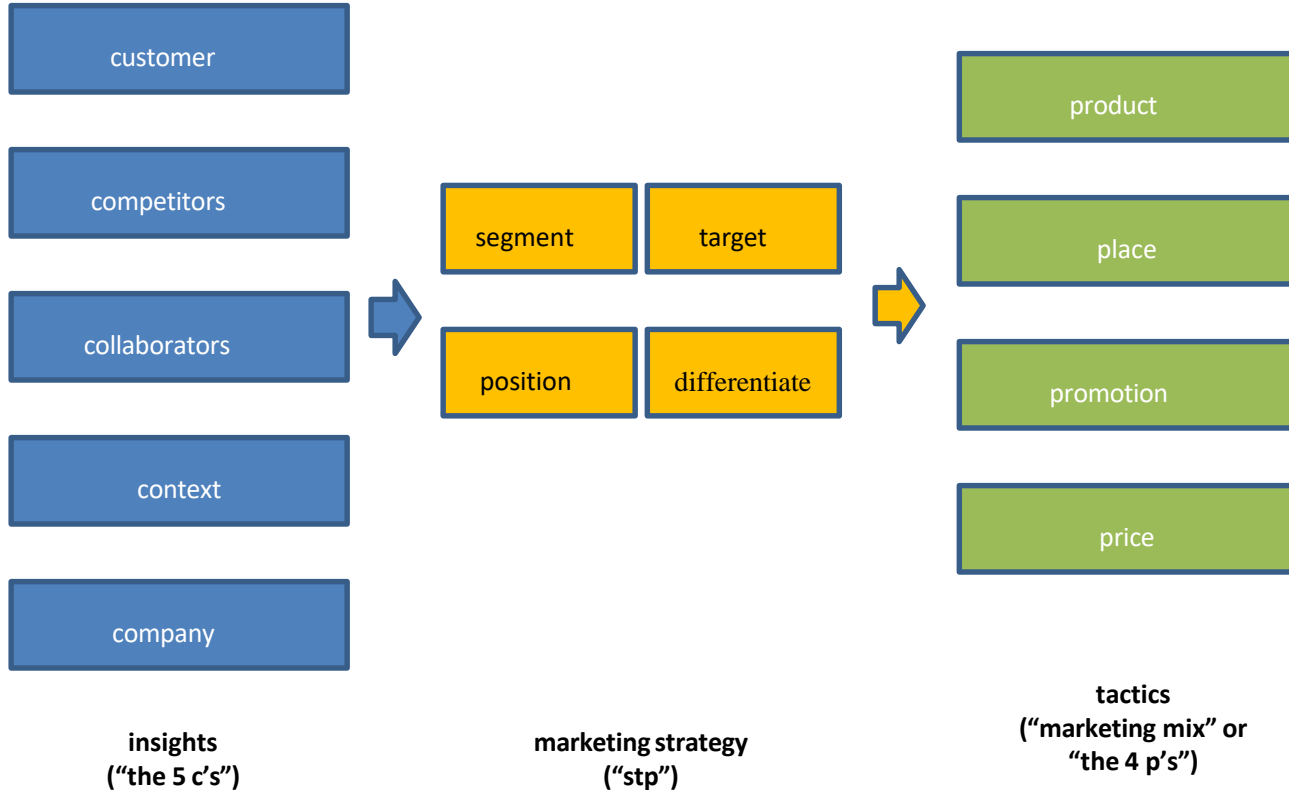 customer
competitors
collaborators
context
company
insights
(“the 5 c’s”)
segment
target
position
differentiate
marketing strategy
(“stp”)
product
place
promotion
price
tactics
(“marketing mix” or
“the 4 p’s”)